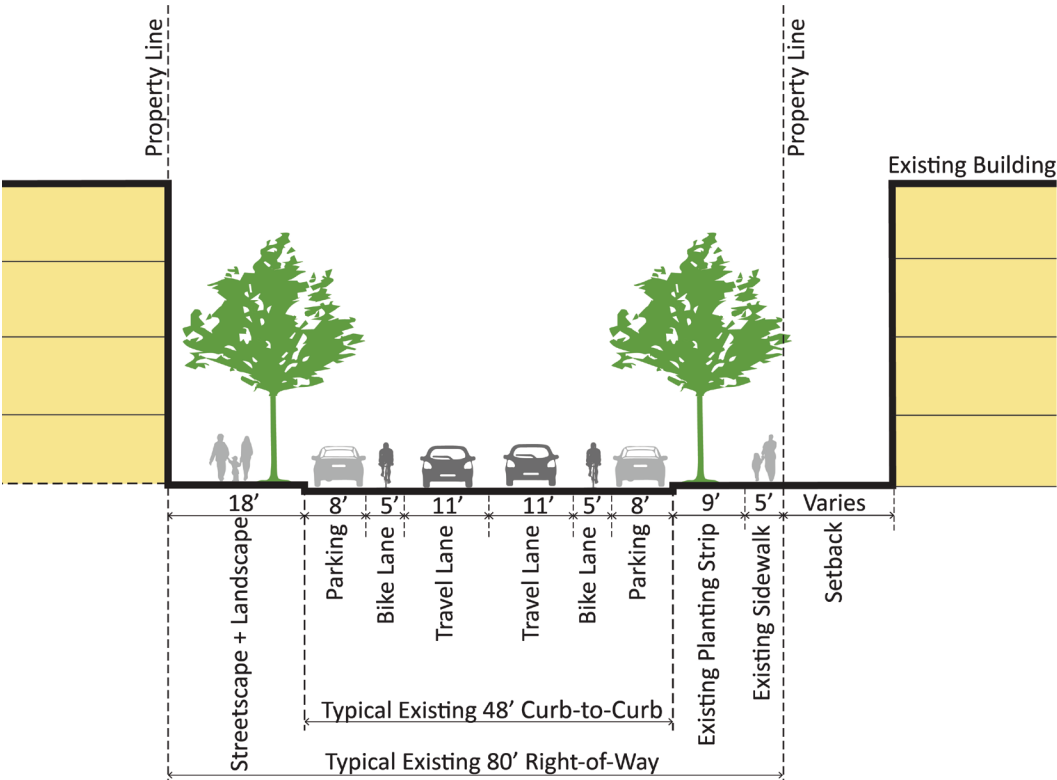 Property Line
Property Line
Existing Building
18’
8’
5’
11’
11’
5’
8’
9’
5’
Varies
Streetscape + Landscape
Parking
Bike Lane
Travel Lane
Travel Lane
Bike Lane
Parking
Existing Planting Strip
Existing Sidewalk
Setback
Typical Existing 48’ Curb-to-Curb
Typical Existing 80’ Right-of-Way